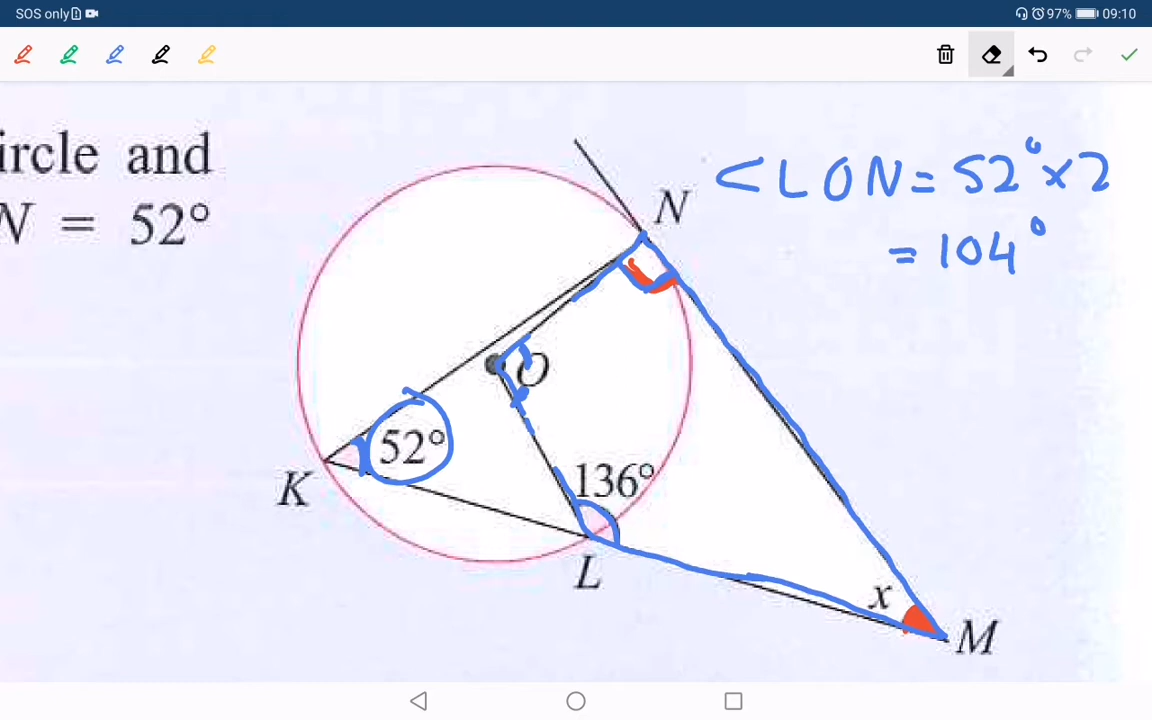 SOS only 97% 09:10
ircle and
N = 52°
<LON= 52°×2
= 104°
N
O
52°
136°
K
L
x
M